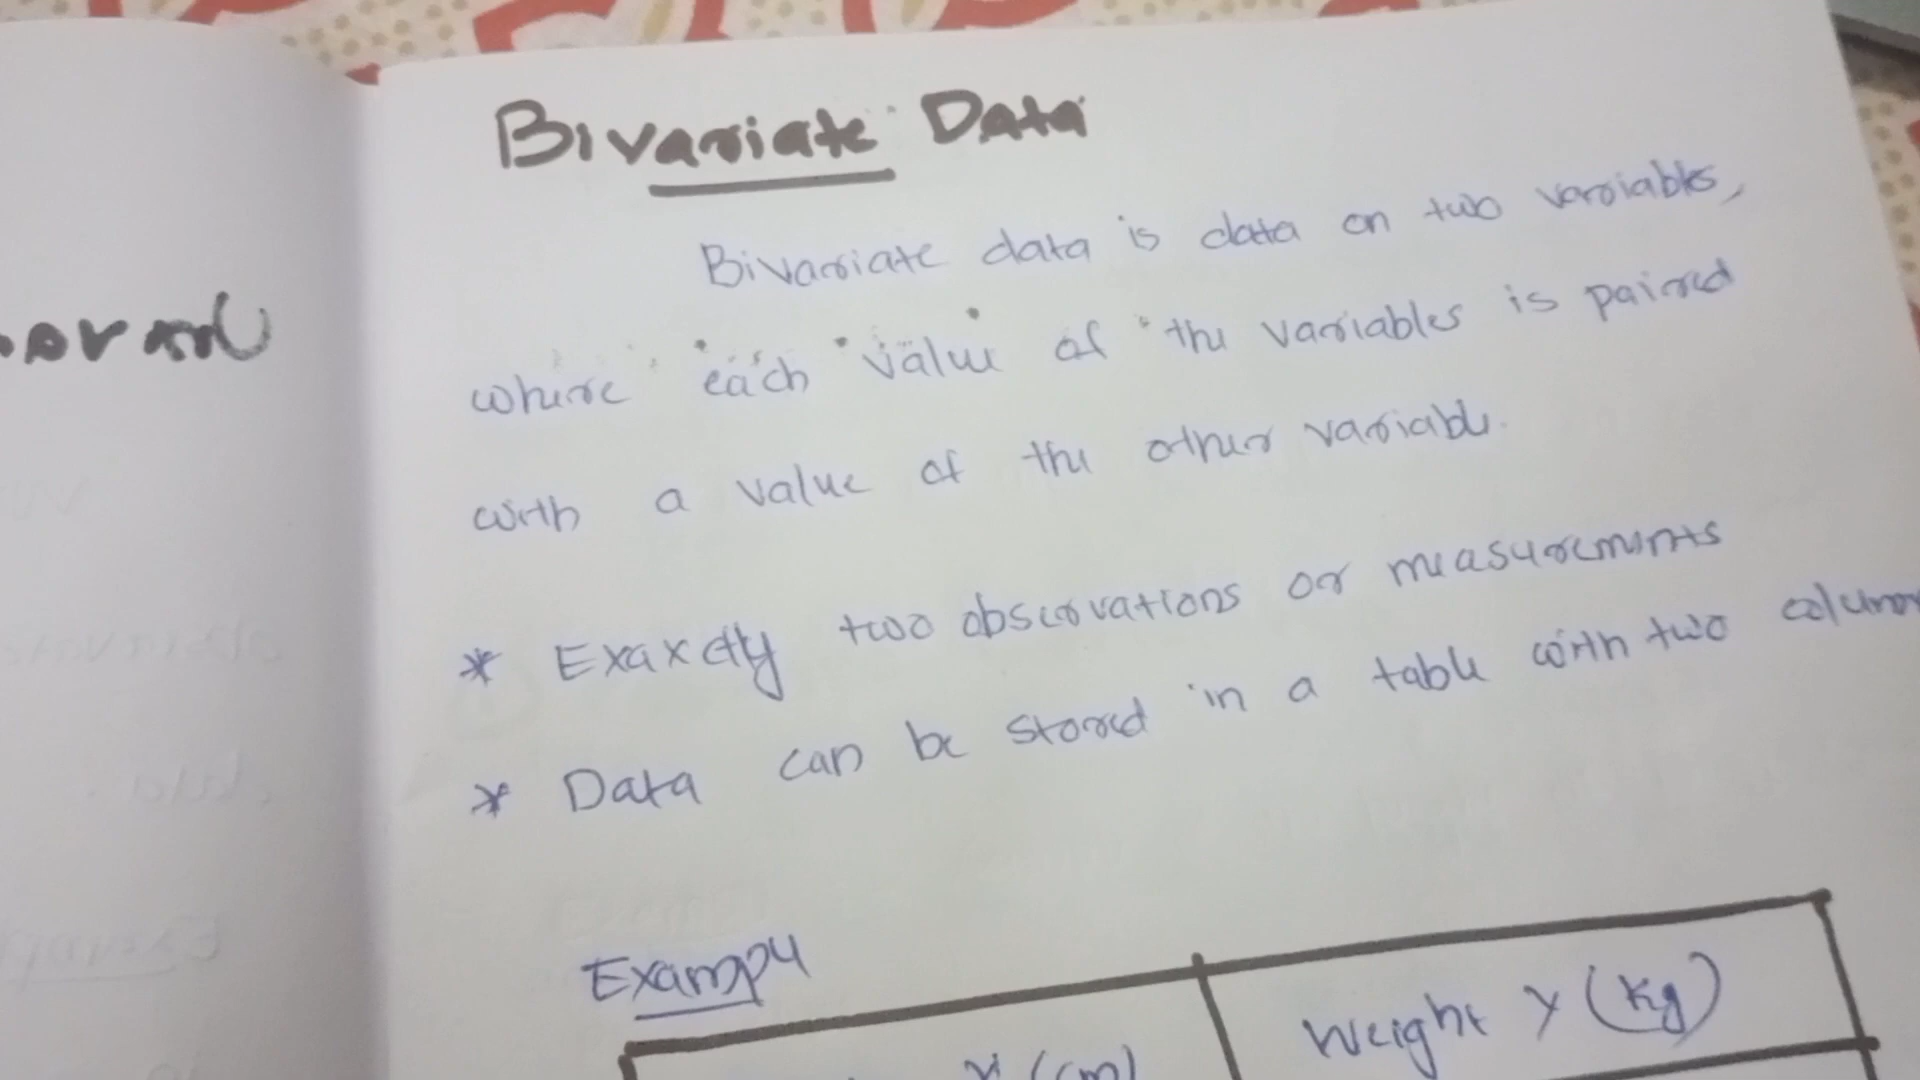 Bivariate Data
Bivariate data is data on two variables,
where each value of the variables is paired
with a value of the other variable.
* Exaxctly two observations or measurements
* Data can be stored in a table with two column
Example
X (cm)
Weight Y (Kg)